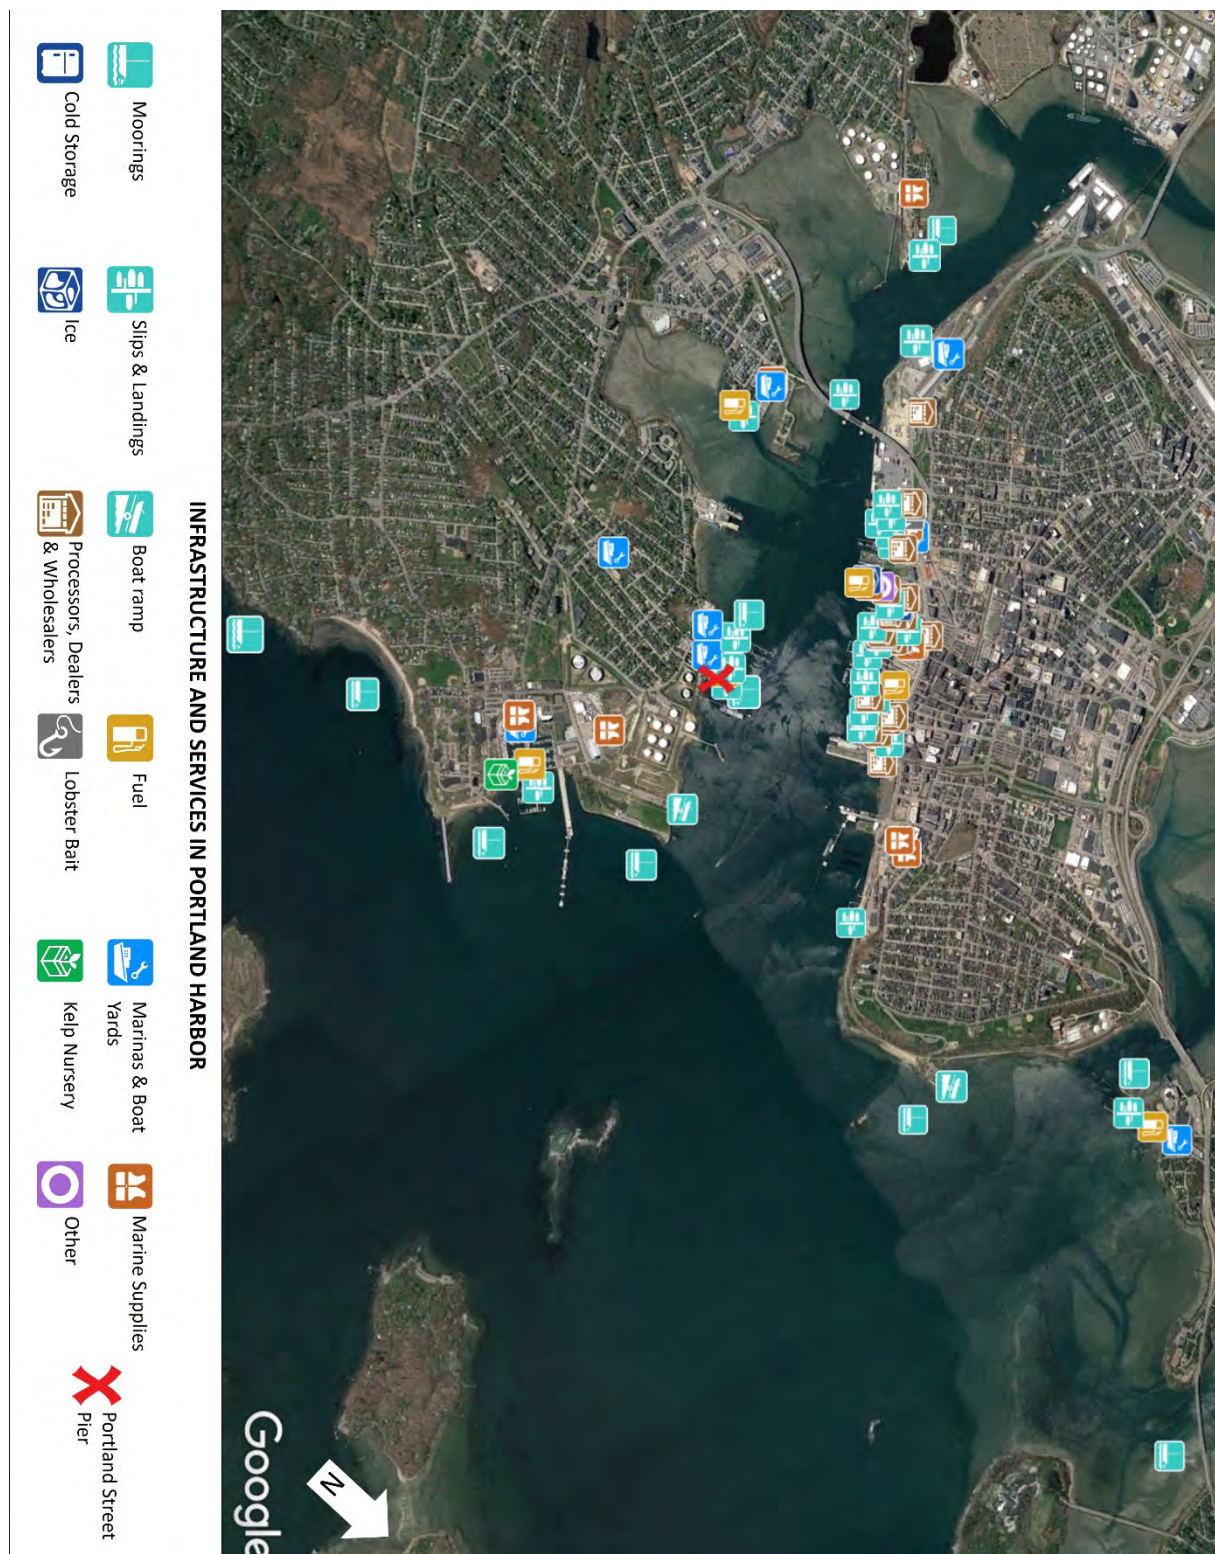 Google
N
INFRASTRUCTURE AND SERVICES IN PORTLAND HARBOR
Moorings
Slips & Landings
Boat ramp
Fuel
Marinas & Boat
Yards
Marine Supplies
Portland Street
Pier
Cold Storage
Ice
Processors, Dealers
& Wholesalers
Lobster Bait
Kelp Nursery
Other